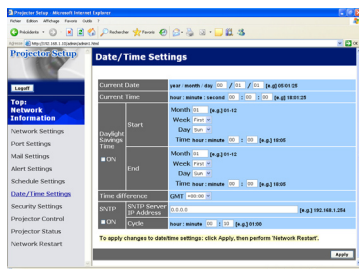 Projector Setup - Microsoft Internet Explorer
Fichier Edition Affichage Favoris Outils ?
Précédente Rechercher Favoris
Adresse http://192.168.1.10/admin/admin1.html OK
Projector Setup
Logoff
Top:
Network
Information
Network Settings
Port Settings
Mail Settings
Alert Settings
Schedule Settings
Date/Time Settings
Security Settings
Projector Control
Projector Status
Network Restart
Date/Time Settings
Current Date year : month : day 00 / 01 / 01 [e.g] 05:01:25
Current Time hour : minute : second 00 : 00 : 00 [e.g] 18:01:25
Daylight Savings Time
ON
Start
Month 01 [e.g.] 01-12
Week First
Day Sun
Time hour : minute 00 : 00 [e.g.] 18:05
End
Month 01 [e.g.] 01-12
Week First
Day Sun
Time hour : minute 00 : 00 [e.g.] 18:05
Time difference GMT +00:00
SNTP
ON
SNTP Server IP Address 0.0.0.0 [e.g.] 192.168.1.254
Cycle hour : minute 00 : 10 [e.g.] 01:00
To apply changes to date/time settings: click Apply, then perform 'Network Restart'.
Apply